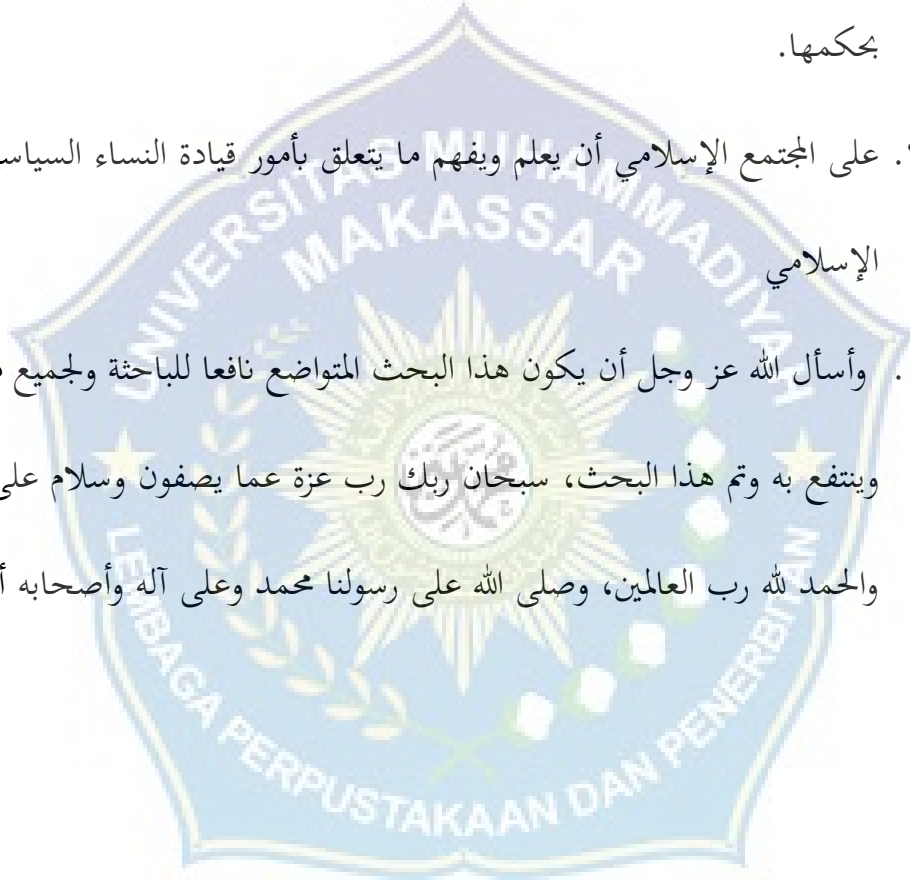 بحكمها.
. على المجتمع الإسلامي أن يعلم ويفهم ما يتعلق بأمور قيادة النساء
الإسلامي
. وأسأل الله عز وجل أن يكون هذا البحث المتواضع نافعا للباحثة ولجميع
وينتفع به وتم هذا البحث، سبحان ربك رب عزة عما يصفون وسلام على
والحمد لله رب العالمين، وصلى الله على رسولنا محمد وعلى آله وأصحابه
UNIVERSITAS MUHAMMADIYAH
MAKASSAR
LEMBAGA PERPUSTAKAAN DAN PENERBITAN